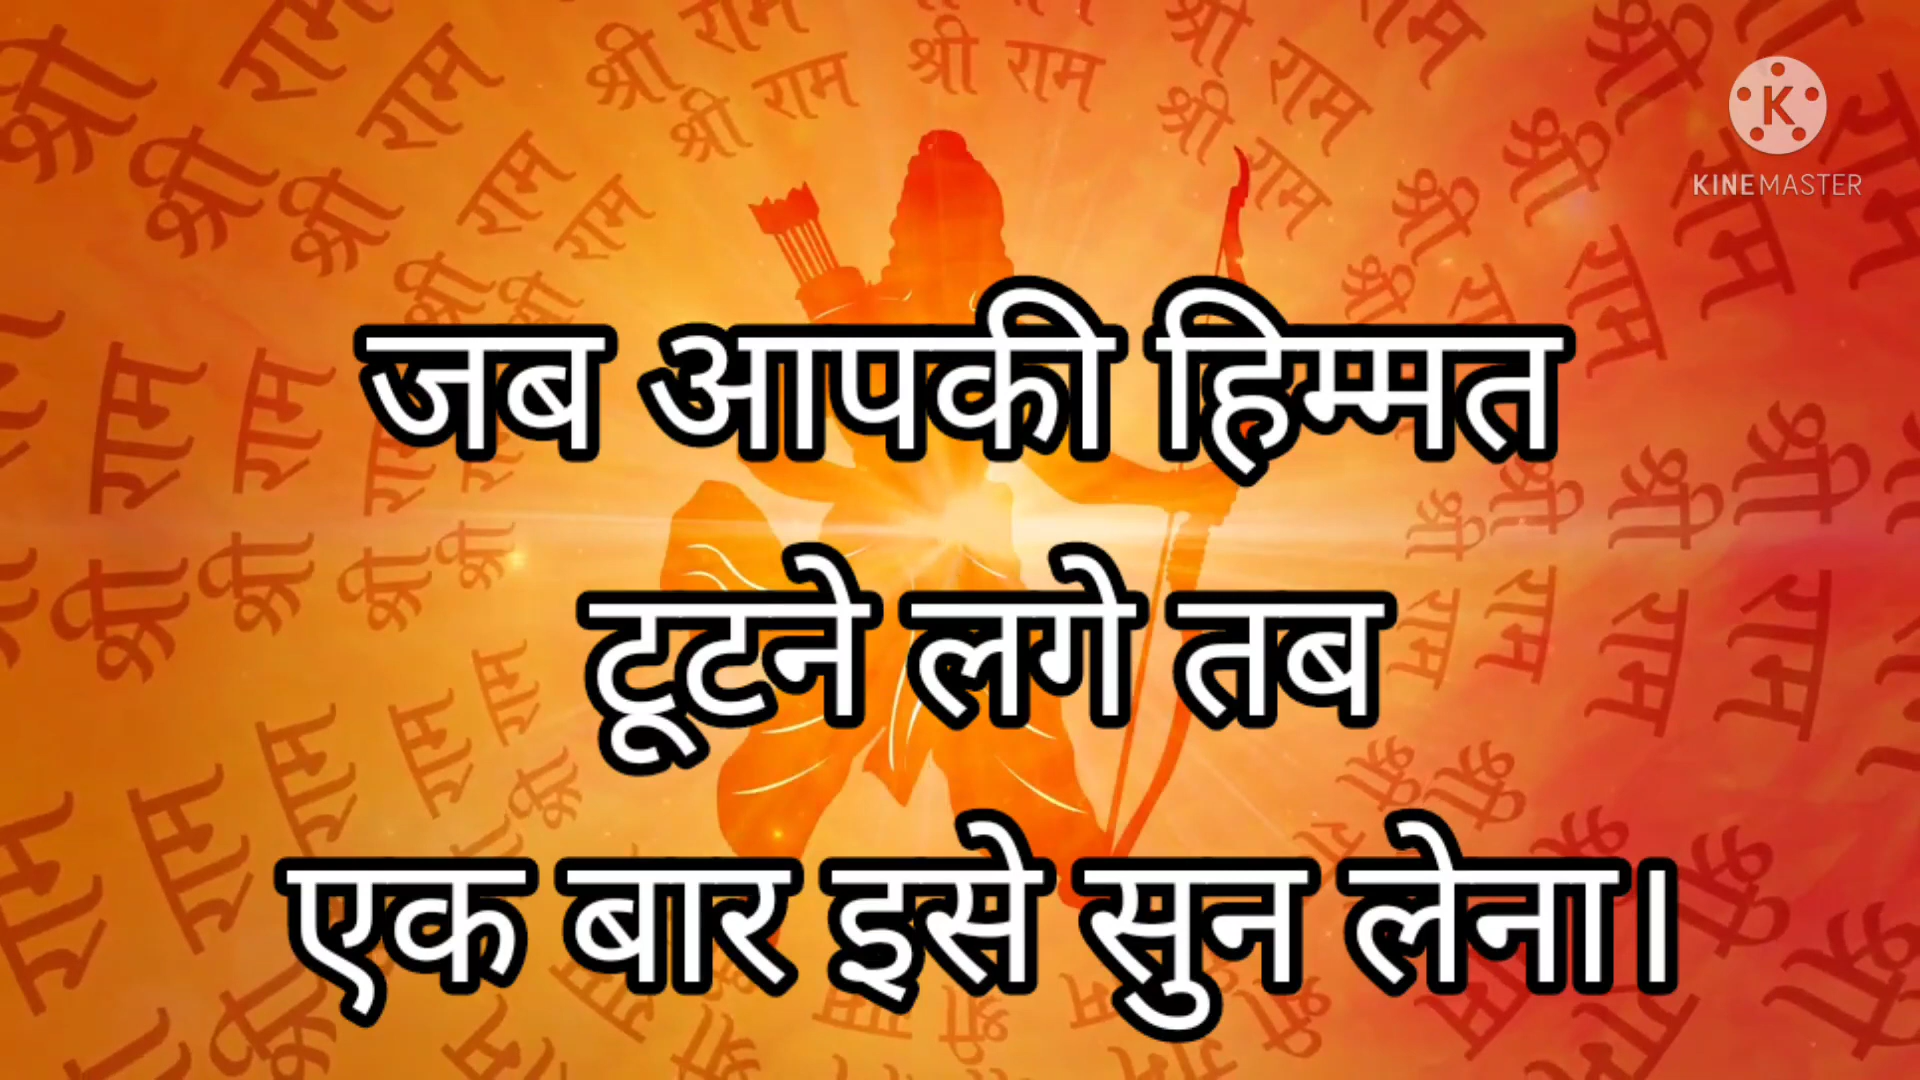 जब आपकी हिम्मत
टूटने लगे तब
एक बार इसे सुन लेना।
K
KINEMASTER
श्री राम